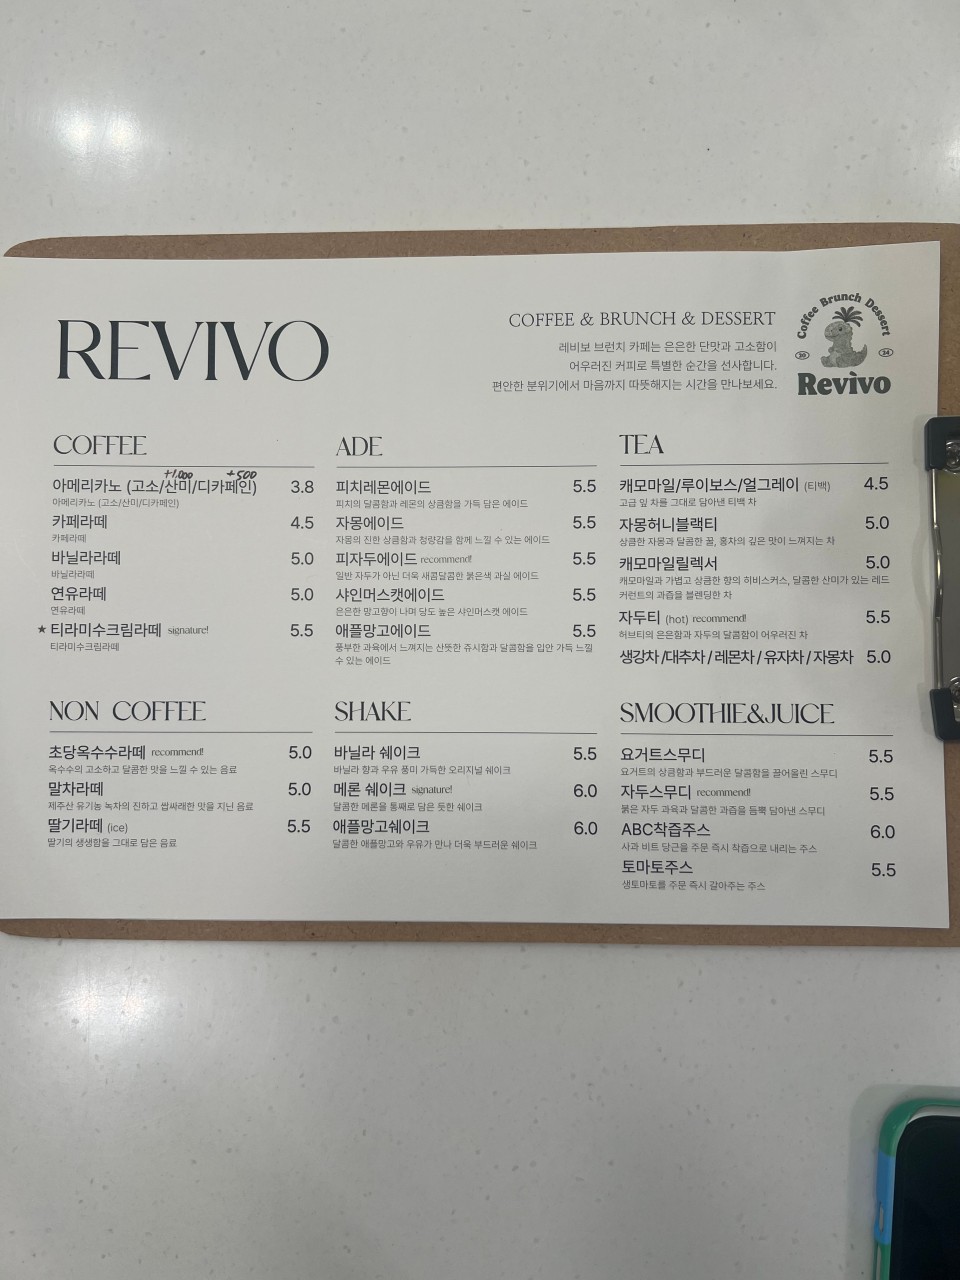 REVIVO
COFFEE & BRUNCH & DESSERT
레비보 브런치 카페는 은은한 단맛과 고소함이
어우러진 커피로 특별한 순간을 선사합니다.
편안한 분위기에서 마음까지 따뜻해지는 시간을 만나보세요.
Coffee Brunch Dessert
20 24
Revivo
COFFEE
+1,000 +500
아메리카노 (고소/산미/디카페인) 3.8
아메리카노 (고소/산미/디카페인)
카페라떼 4.5
카페라떼
바닐라라떼 5.0
바닐라라떼
연유라떼 5.0
연유라떼
★ 티라미수크림라떼 signature! 5.5
티라미수크림라떼
ADE
피치레몬에이드 5.5
피치의 달콤함과 레몬의 상큼함을 가득 담은 에이드
자몽에이드 5.5
자몽의 진한 상큼함과 청량감을 함께 느낄 수 있는 에이드
피자두에이드 recommend! 5.5
일반 자두가 아닌 더욱 새콤달콤한 붉은색 과실 에이드
샤인머스캣에이드 5.5
은은한 망고향이 나며 당도 높은 샤인머스캣 에이드
애플망고에이드 5.5
풍부한 과육에서 느껴지는 산뜻한 쥬시함과 달콤함을 입안 가득 느낄
수 있는 에이드
TEA
캐모마일/루이보스/얼그레이 (티백) 4.5
고급 잎 차를 그대로 담아낸 티백 차
자몽허니블랙티 5.0
상큼한 자몽과 달콤한 꿀, 홍차의 깊은 맛이 느껴지는 차
캐모마일릴렉서 5.0
캐모마일과 가볍고 상큼한 향의 히비스커스, 달콤한 산미가 있는 레드
커런트의 과즙을 블렌딩한 차
자두티 (hot) recommend! 5.5
허브티의 은은함과 자두의 달콤함이 어우러진 차
생강차 /대추차 / 레몬차 / 유자차 / 자몽차 5.0
NON COFFEE
초당옥수수라떼 recommend! 5.0
옥수수의 고소하고 달콤한 맛을 느낄 수 있는 음료
말차라떼 5.0
제주산 유기농 녹차의 진하고 쌉싸래한 맛을 지닌 음료
딸기라떼 (ice) 5.5
딸기의 생생함을 그대로 담은 음료
SHAKE
바닐라 쉐이크 5.5
바닐라 향과 우유 풍미 가득한 오리지널 쉐이크
메론 쉐이크 signature! 6.0
달콤한 메론을 통째로 담은 듯한 쉐이크
애플망고쉐이크 6.0
달콤한 애플망고와 우유가 만나 더욱 부드러운 쉐이크
SMOOTHIE&JUICE
요거트스무디 5.5
요거트의 상큼함과 부드러운 달콤함을 끌어올린 스무디
자두스무디 recommend! 5.5
붉은 자두 과육과 달콤한 과즙을 듬뿍 담아낸 스무디
ABC착즙주스 6.0
사과 비트 당근을 주문 즉시 착즙으로 내리는 주스
토마토주스 5.5
생토마토를 주문 즉시 갈아주는 주스